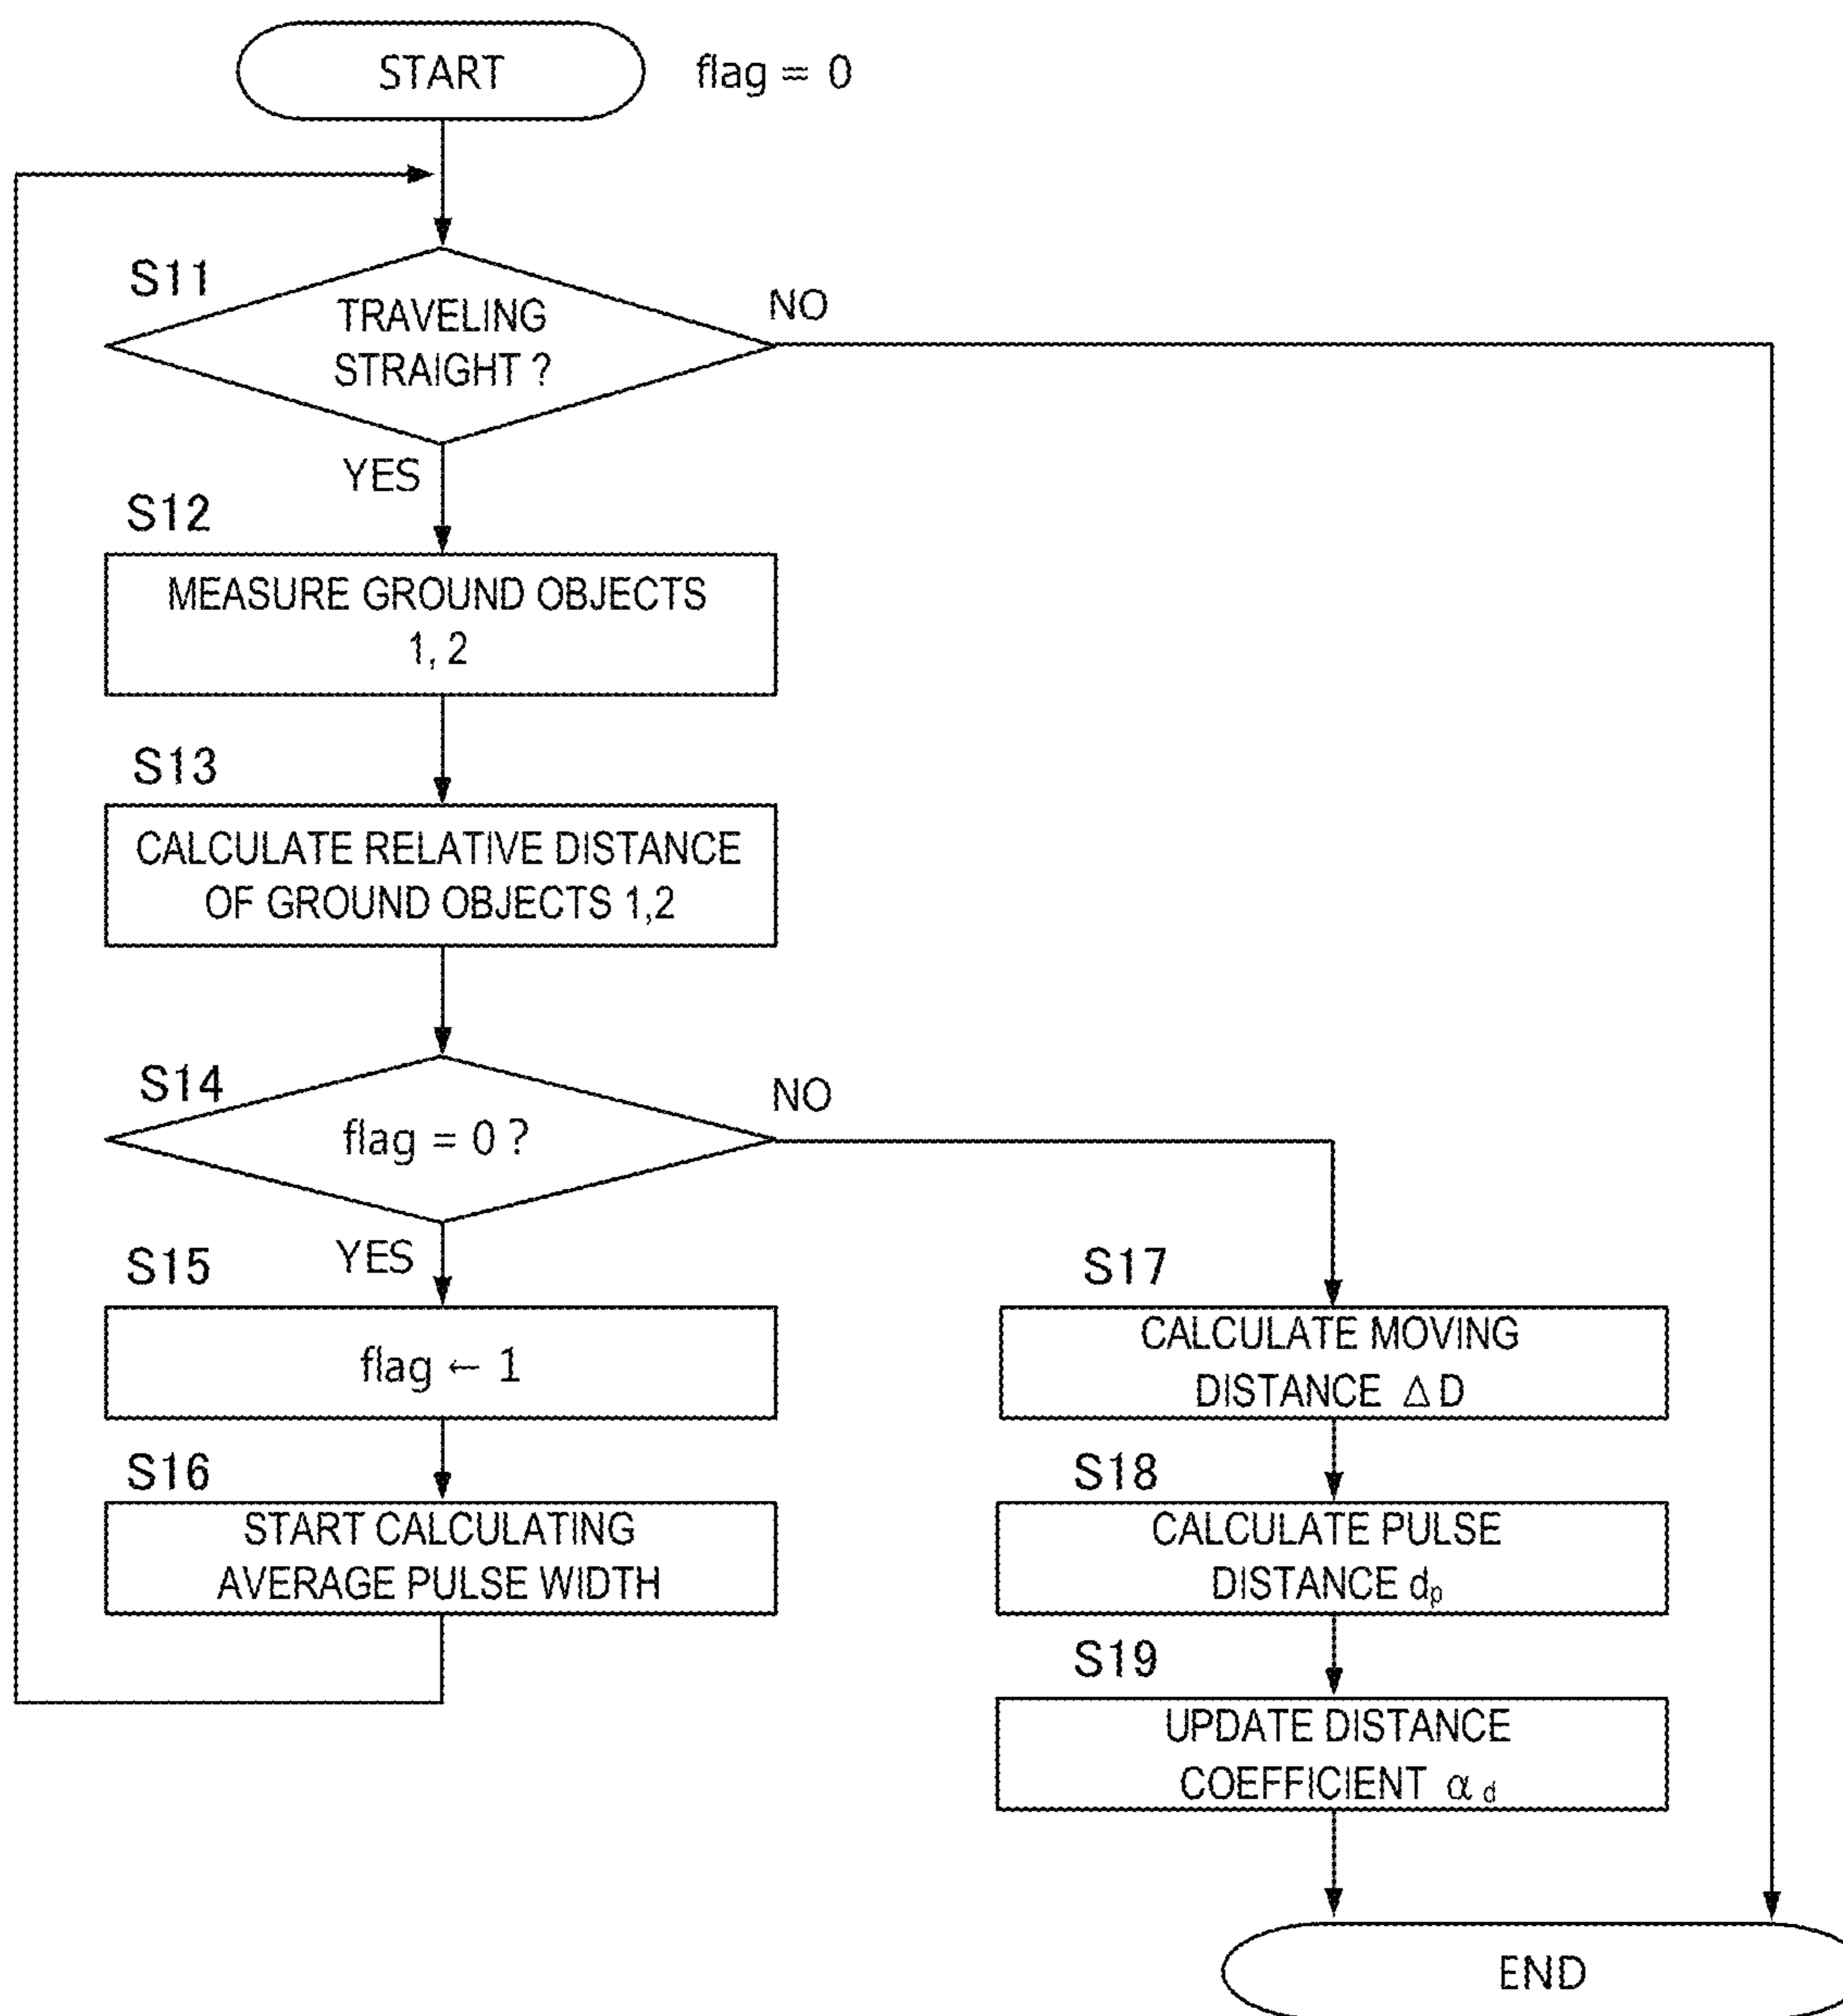 START
flag = 0
S11
TRAVELING
STRAIGHT ?
NO
YES
S12
MEASURE GROUND OBJECTS
1, 2
S13
CALCULATE RELATIVE DISTANCE
OF GROUND OBJECTS 1,2
S14
flag = 0 ?
NO
YES
S15
flag ← 1
S16
START CALCULATING
AVERAGE PULSE WIDTH
S17
CALCULATE MOVING
DISTANCE Δ D
S18
CALCULATE PULSE
DISTANCE dₚ
S19
UPDATE DISTANCE
COEFFICIENT α d
END